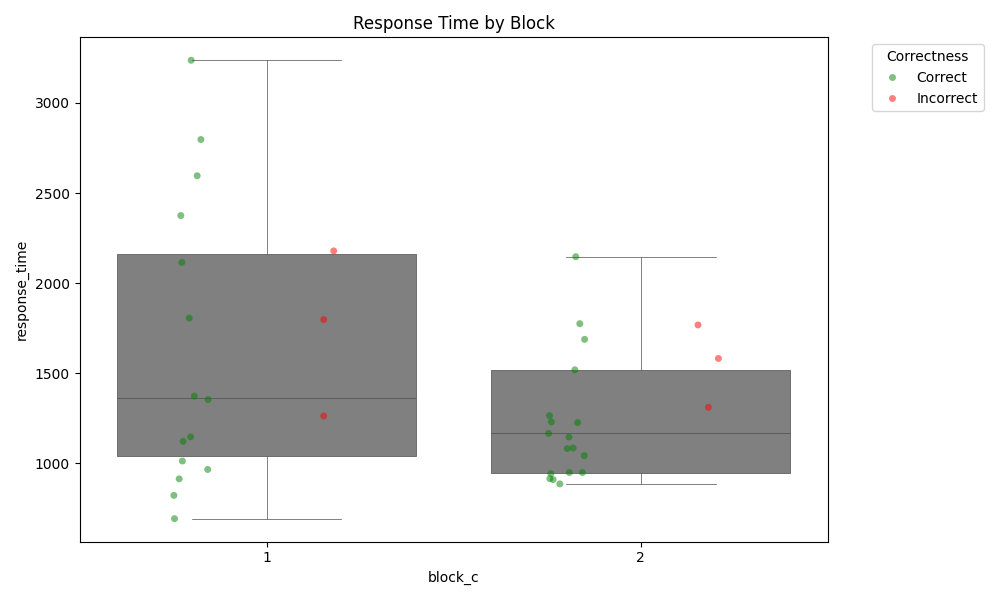 Response Time by Block
Correctness
Correct
Incorrect
response_time
3000
2500
2000
1500
1000
1
2
block_c